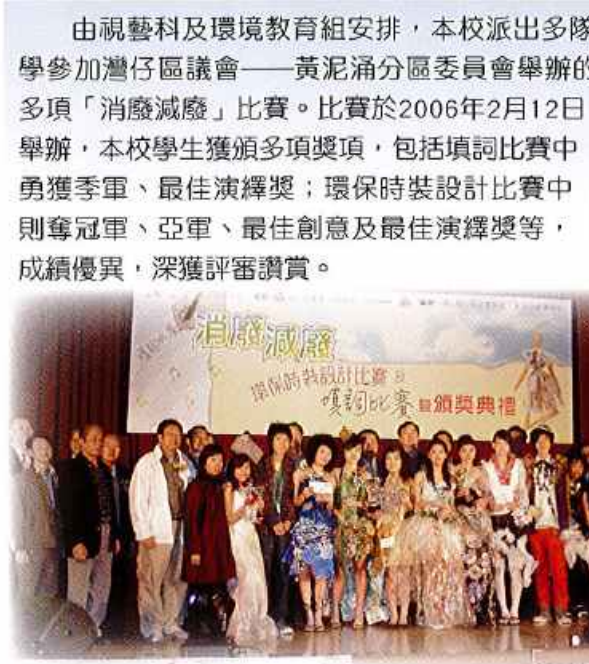 由視藝科及環境教育組安排，本校派出多隊
學參加灣仔區議會——黃泥涌分區委員會舉辦的
多項「消廢減廢」比賽。比賽於2006年2月12日
舉辦，本校學生獲頒多項獎項，包括填詞比賽中
勇獲季軍、最佳演繹獎；環保時裝設計比賽中
則奪冠軍、亞軍、最佳創意及最佳演繹獎等，
成績優異，深獲評審讚賞。
消廢減廢
環保時裝設計比賽及
填詞比賽暨頒獎典禮